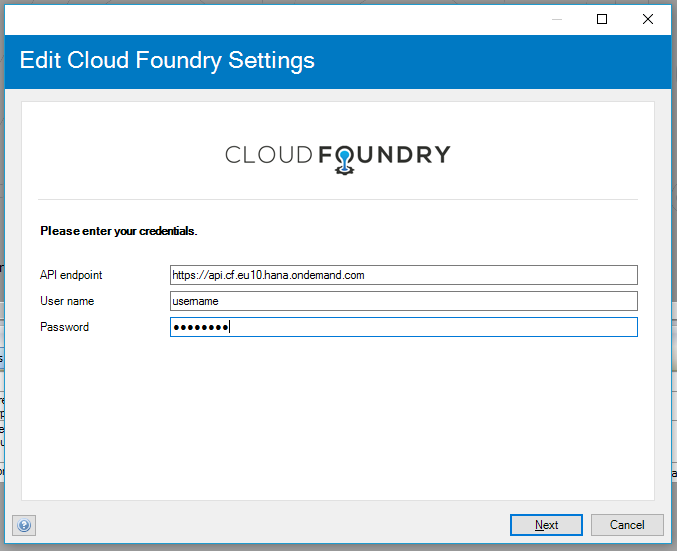 Edit Cloud Foundry Settings
CLOUD FOUNDRY
Please enter your credentials.
API endpoint https://api.cf.eu10.hana.ondemand.com
User name username
Password ••••••••
Next Cancel